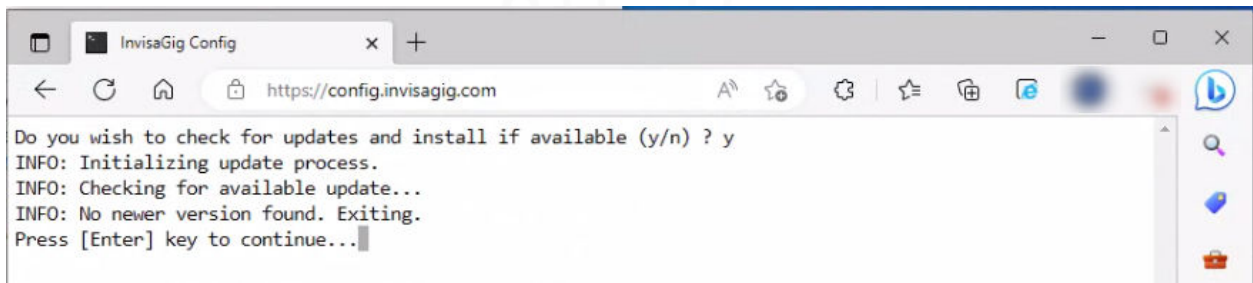 InvisaGig Config
https://config.invisagig.com
Do you wish to check for updates and install if available (y/n) ? y
INFO: Initializing update process.
INFO: Checking for available update...
INFO: No newer version found. Exiting.
Press [Enter] key to continue...